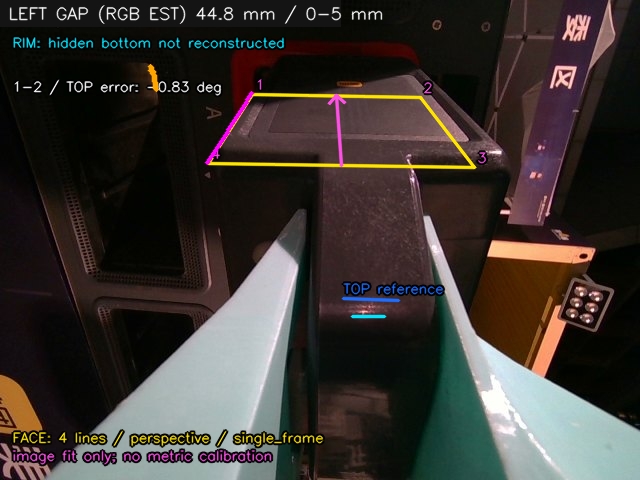 LEFT GAP (RGB EST) 44.8 mm / 0-5 mm
RIM: hidden bottom not reconstructed
1-2 / TOP error: -0.83 deg
1
2
A
4
3
区
TOP reference
FACE: 4 lines / perspective / single_frame
image fit only; no metric calibration